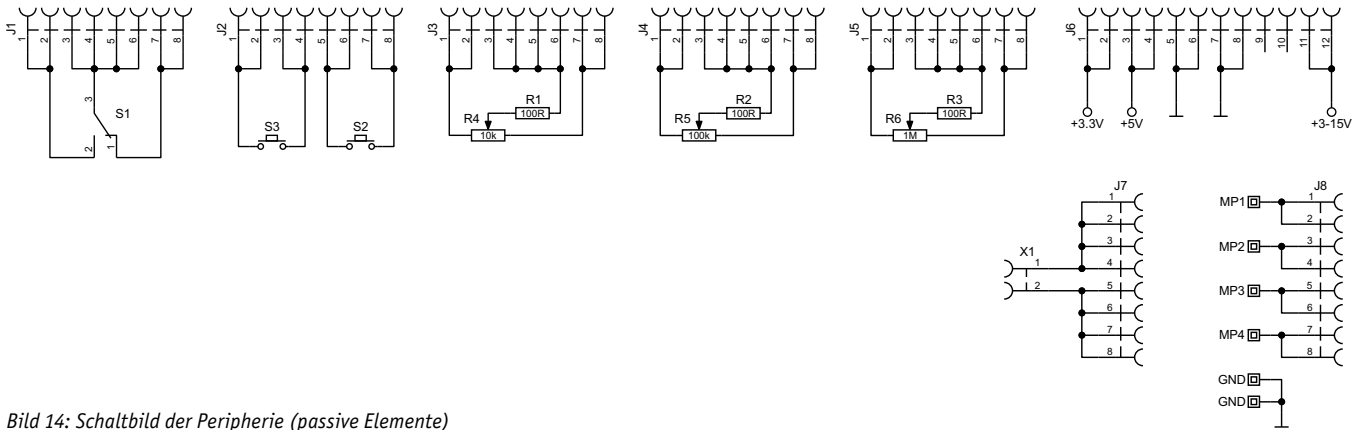 J1 1 2 3 4 5 6 7 8
J2 1 2 3 4 5 6 7 8
J3 1 2 3 4 5 6 7 8
J4 1 2 3 4 5 6 7 8
J5 1 2 3 4 5 6 7 8
J6 1 2 3 4 5 6 7 8 9 10 11 12
3
S1
2 1
S3
S2
R1
100R
R4
10k
R2
100R
R5
100k
R3
100R
R6
1M
+3.3V
+5V
+3-15V
J7
1
2
3
4
5
6
7
8
X1
1
2
J8
MP1
1
2
MP2
3
4
MP3
5
6
MP4
7
8
GND
GND
Bild 14: Schaltbild der Peripherie (passive Elemente)